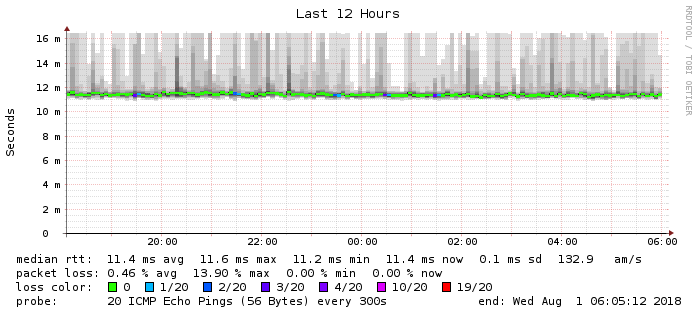 Last 12 Hours
RRDTOOL / TOBI OETIKER
Seconds
16 m
14 m
12 m
10 m
8 m
6 m
4 m
2 m
0
20:00 22:00 00:00 02:00 04:00 06:00
median rtt: 11.4 ms avg 11.6 ms max 11.2 ms min 11.4 ms now 0.1 ms sd 132.9 am/s
packet loss: 0.46 % avg 13.90 % max 0.00 % min 0.00 % now
loss color: 0 1/20 2/20 3/20 4/20 10/20 19/20
probe: 20 ICMP Echo Pings (56 Bytes) every 300s end: Wed Aug 1 06:05:12 2018